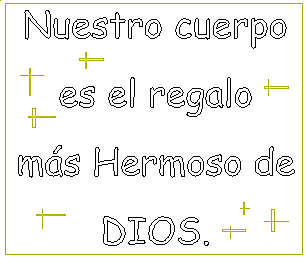 Nuestro cuerpo
es el regalo
más Hermoso de
DIOS.